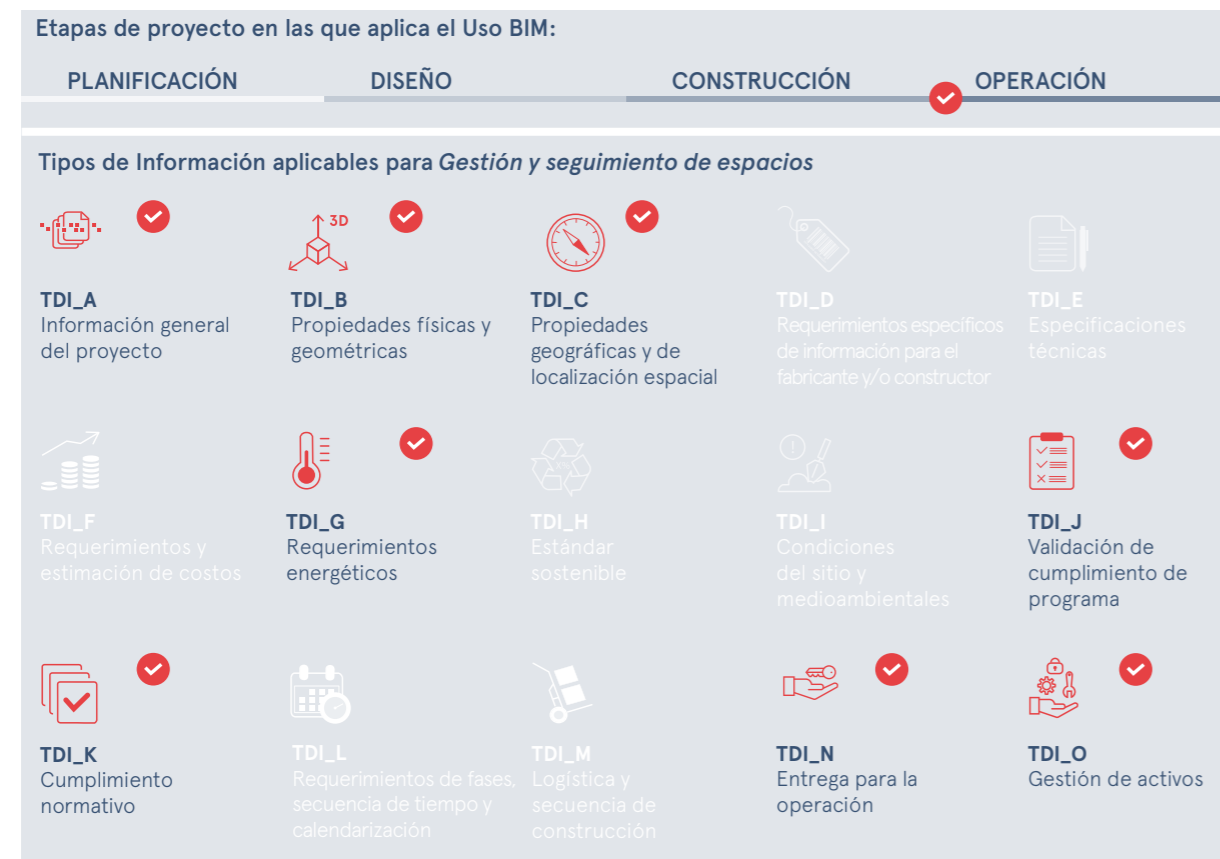 Etapas de proyecto en las que aplica el Uso BIM:
PLANIFICACIÓN DISEÑO CONSTRUCCIÓN OPERACIÓN
Tipos de Información aplicables para Gestión y seguimiento de espacios
3D
TDI_A
Información general
del proyecto
TDI_B
Propiedades físicas y
geométricas
TDI_C
Propiedades
geográficas y de
localización espacial
TDI_D
Requerimientos específicos
de información para el
fabricante y/o constructor
TDI_E
Especificaciones
técnicas
TDI_F
Requerimientos y
estimación de costos
TDI_G
Requerimientos
energéticos
TDI_H
Estándar
sostenible
TDI_I
Condiciones
del sitio y
medioambientales
TDI_J
Validación de
cumplimiento de
programa
TDI_K
Cumplimiento
normativo
TDI_L
Requerimientos de fases,
secuencia de tiempo y
calendarización
TDI_M
Logística y
secuencia de
construcción
TDI_N
Entrega para la
operación
TDI_O
Gestión de activos